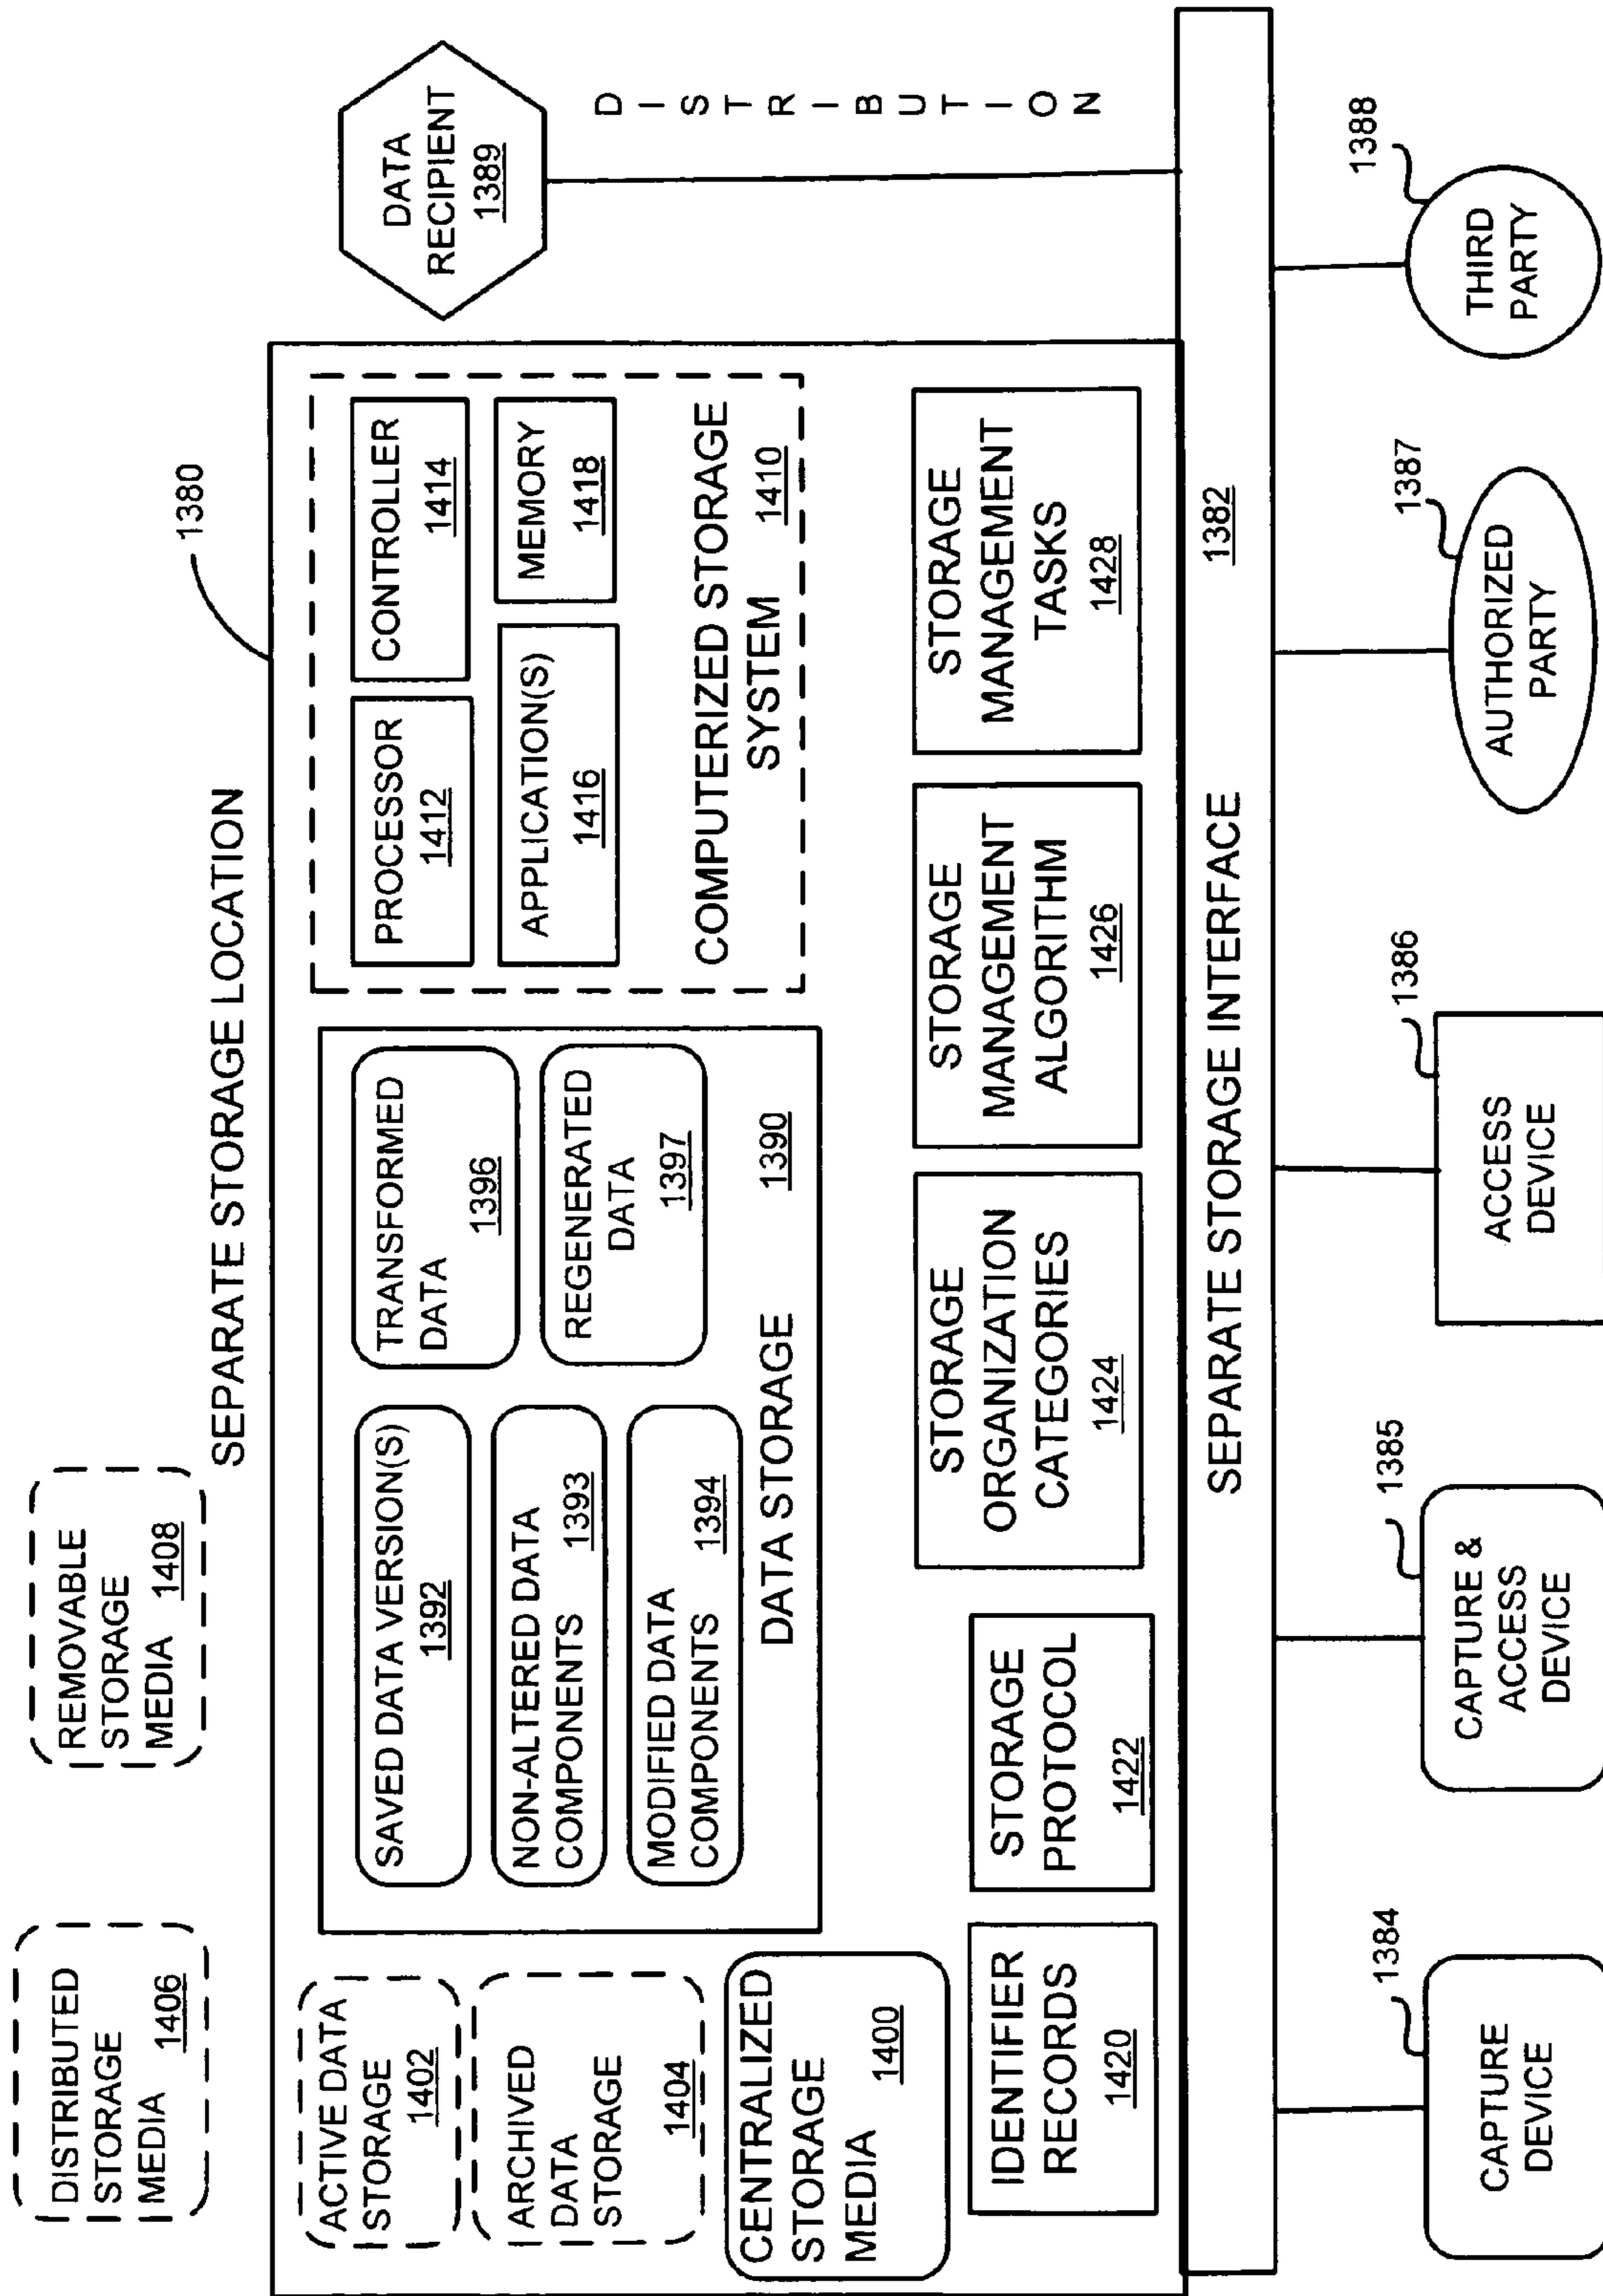 DISTRIBUTED
STORAGE
MEDIA 1406
REMOVABLE
STORAGE
MEDIA 1408
SEPARATE STORAGE LOCATION
1380
ACTIVE DATA
STORAGE
1402
ARCHIVED
DATA
STORAGE
1404
CENTRALIZED
STORAGE
MEDIA 1400
SAVED DATA VERSION(S)
1392
NON-ALTERED DATA
COMPONENTS 1393
MODIFIED DATA
COMPONENTS 1394
TRANSFORMED
DATA
1396
REGENERATED
DATA
1397
DATA STORAGE 1390
PROCESSOR
1412
CONTROLLER
1414
APPLICATION(S)
1416
MEMORY
1418
COMPUTERIZED STORAGE
SYSTEM 1410
DATA
RECIPIENT
1389
DISTRIBUTION
IDENTIFIER
RECORDS
1420
STORAGE
PROTOCOL
1422
STORAGE
ORGANIZATION
CATEGORIES
1424
STORAGE
MANAGEMENT
ALGORITHM
1426
STORAGE
MANAGEMENT
TASKS
1428
SEPARATE STORAGE INTERFACE 1382
1384
CAPTURE
DEVICE
1385
CAPTURE &
ACCESS
DEVICE
1386
ACCESS
DEVICE
1387
AUTHORIZED
PARTY
1388
THIRD
PARTY